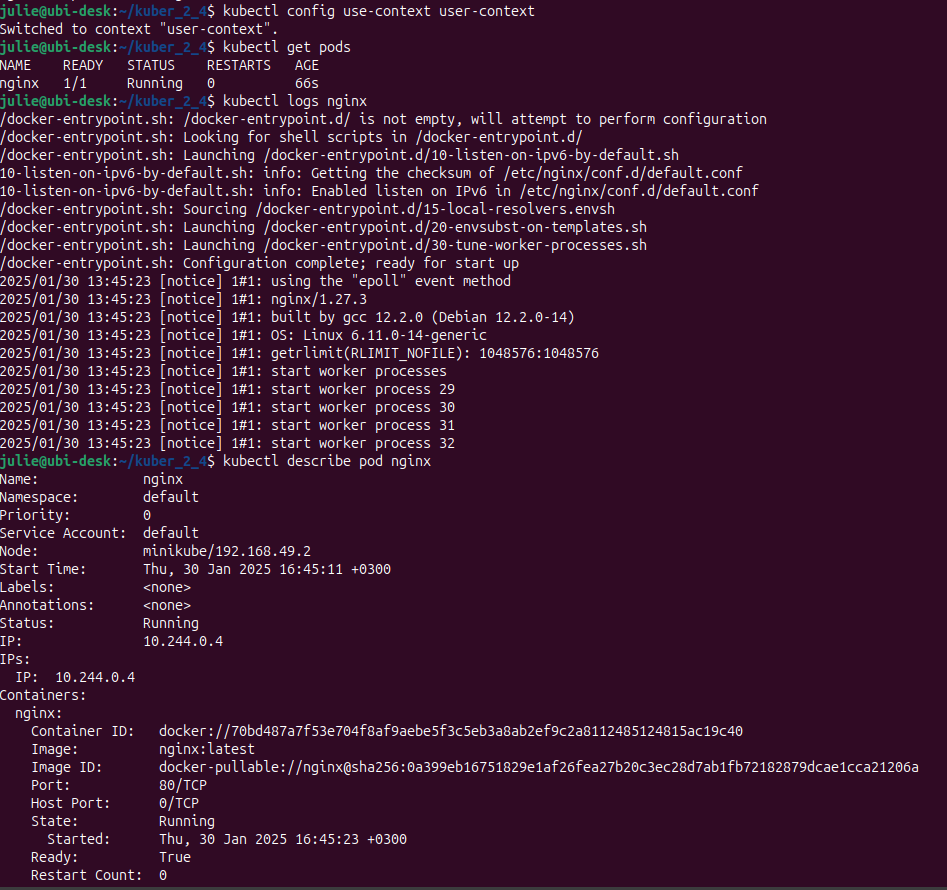 julie@ubi-desk:~/kuber_2_4$ kubectl config use-context user-context
Switched to context "user-context".
julie@ubi-desk:~/kuber_2_4$ kubectl get pods
NAME    READY   STATUS    RESTARTS   AGE
nginx   1/1     Running   0          66s
julie@ubi-desk:~/kuber_2_4$ kubectl logs nginx
/docker-entrypoint.sh: /docker-entrypoint.d/ is not empty, will attempt to perform configuration
/docker-entrypoint.sh: Looking for shell scripts in /docker-entrypoint.d/
/docker-entrypoint.sh: Launching /docker-entrypoint.d/10-listen-on-ipv6-by-default.sh
10-listen-on-ipv6-by-default.sh: info: Getting the checksum of /etc/nginx/conf.d/default.conf
10-listen-on-ipv6-by-default.sh: info: Enabled listen on IPv6 in /etc/nginx/conf.d/default.conf
/docker-entrypoint.sh: Sourcing /docker-entrypoint.d/15-local-resolvers.envsh
/docker-entrypoint.sh: Launching /docker-entrypoint.d/20-envsubst-on-templates.sh
/docker-entrypoint.sh: Launching /docker-entrypoint.d/30-tune-worker-processes.sh
/docker-entrypoint.sh: Configuration complete; ready for start up
2025/01/30 13:45:23 [notice] 1#1: using the "epoll" event method
2025/01/30 13:45:23 [notice] 1#1: nginx/1.27.3
2025/01/30 13:45:23 [notice] 1#1: built by gcc 12.2.0 (Debian 12.2.0-14)
2025/01/30 13:45:23 [notice] 1#1: OS: Linux 6.11.0-14-generic
2025/01/30 13:45:23 [notice] 1#1: getrlimit(RLIMIT_NOFILE): 1048576:1048576
2025/01/30 13:45:23 [notice] 1#1: start worker processes
2025/01/30 13:45:23 [notice] 1#1: start worker process 29
2025/01/30 13:45:23 [notice] 1#1: start worker process 30
2025/01/30 13:45:23 [notice] 1#1: start worker process 31
2025/01/30 13:45:23 [notice] 1#1: start worker process 32
julie@ubi-desk:~/kuber_2_4$ kubectl describe pod nginx
Name:             nginx
Namespace:        default
Priority:         0
Service Account:  default
Node:             minikube/192.168.49.2
Start Time:       Thu, 30 Jan 2025 16:45:11 +0300
Labels:           <none>
Annotations:      <none>
Status:           Running
IP:               10.244.0.4
IPs:
  IP:  10.244.0.4
Containers:
  nginx:
    Container ID:   docker://70bd487a7f53e704f8af9aebe5f3c5eb3a8ab2ef9c2a8112485124815ac19c40
    Image:          nginx:latest
    Image ID:       docker-pullable://nginx@sha256:0a399eb16751829e1af26fea27b20c3ec28d7ab1fb72182879dcae1cca21206a
    Port:           80/TCP
    Host Port:      0/TCP
    State:          Running
      Started:      Thu, 30 Jan 2025 16:45:23 +0300
    Ready:          True
    Restart Count:  0